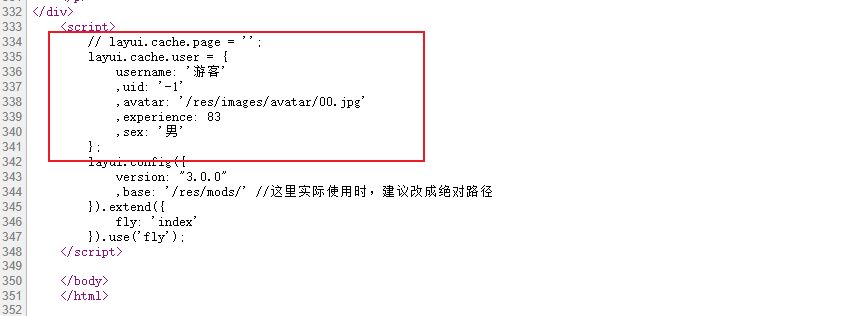 331 </p>
332 </div>
333 <script>
334 // layui.cache.page = '';
335 layui.cache.user = {
336 username: '游客'
337 ,uid: '-1'
338 ,avatar: '/res/images/avatar/00.jpg'
339 ,experience: 83
340 ,sex: '男'
341 };
342 layui.config({
343 version: "3.0.0"
344 ,base: '/res/mods/' //这里实际使用时，建议改成绝对路径
345 }).extend({
346 fly: 'index'
347 }).use('fly');
348 </script>
349
350 </body>
351 </html>
352